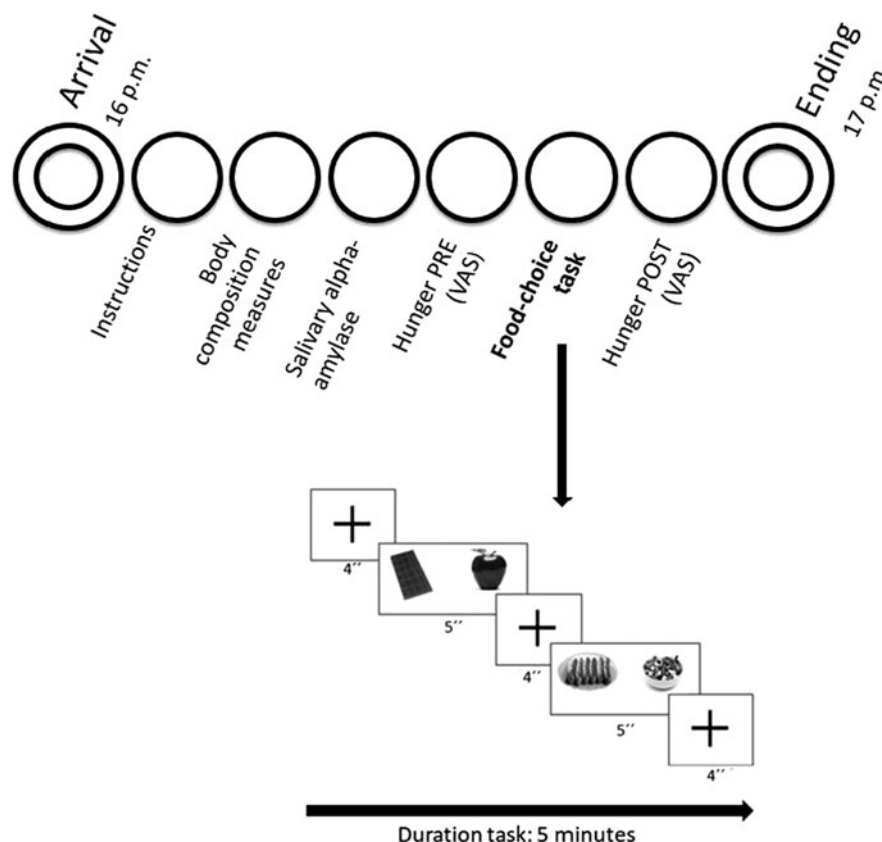 Arrival
16 p.m.
Ending
17 p.m
Instructions
Body
composition
measures
Salivary alpha-
amylase
Hunger PRE
(VAS)
Food-choice
task
Hunger POST
(VAS)
4´´
5´´
4´´
5´´
4´´
Duration task: 5 minutes